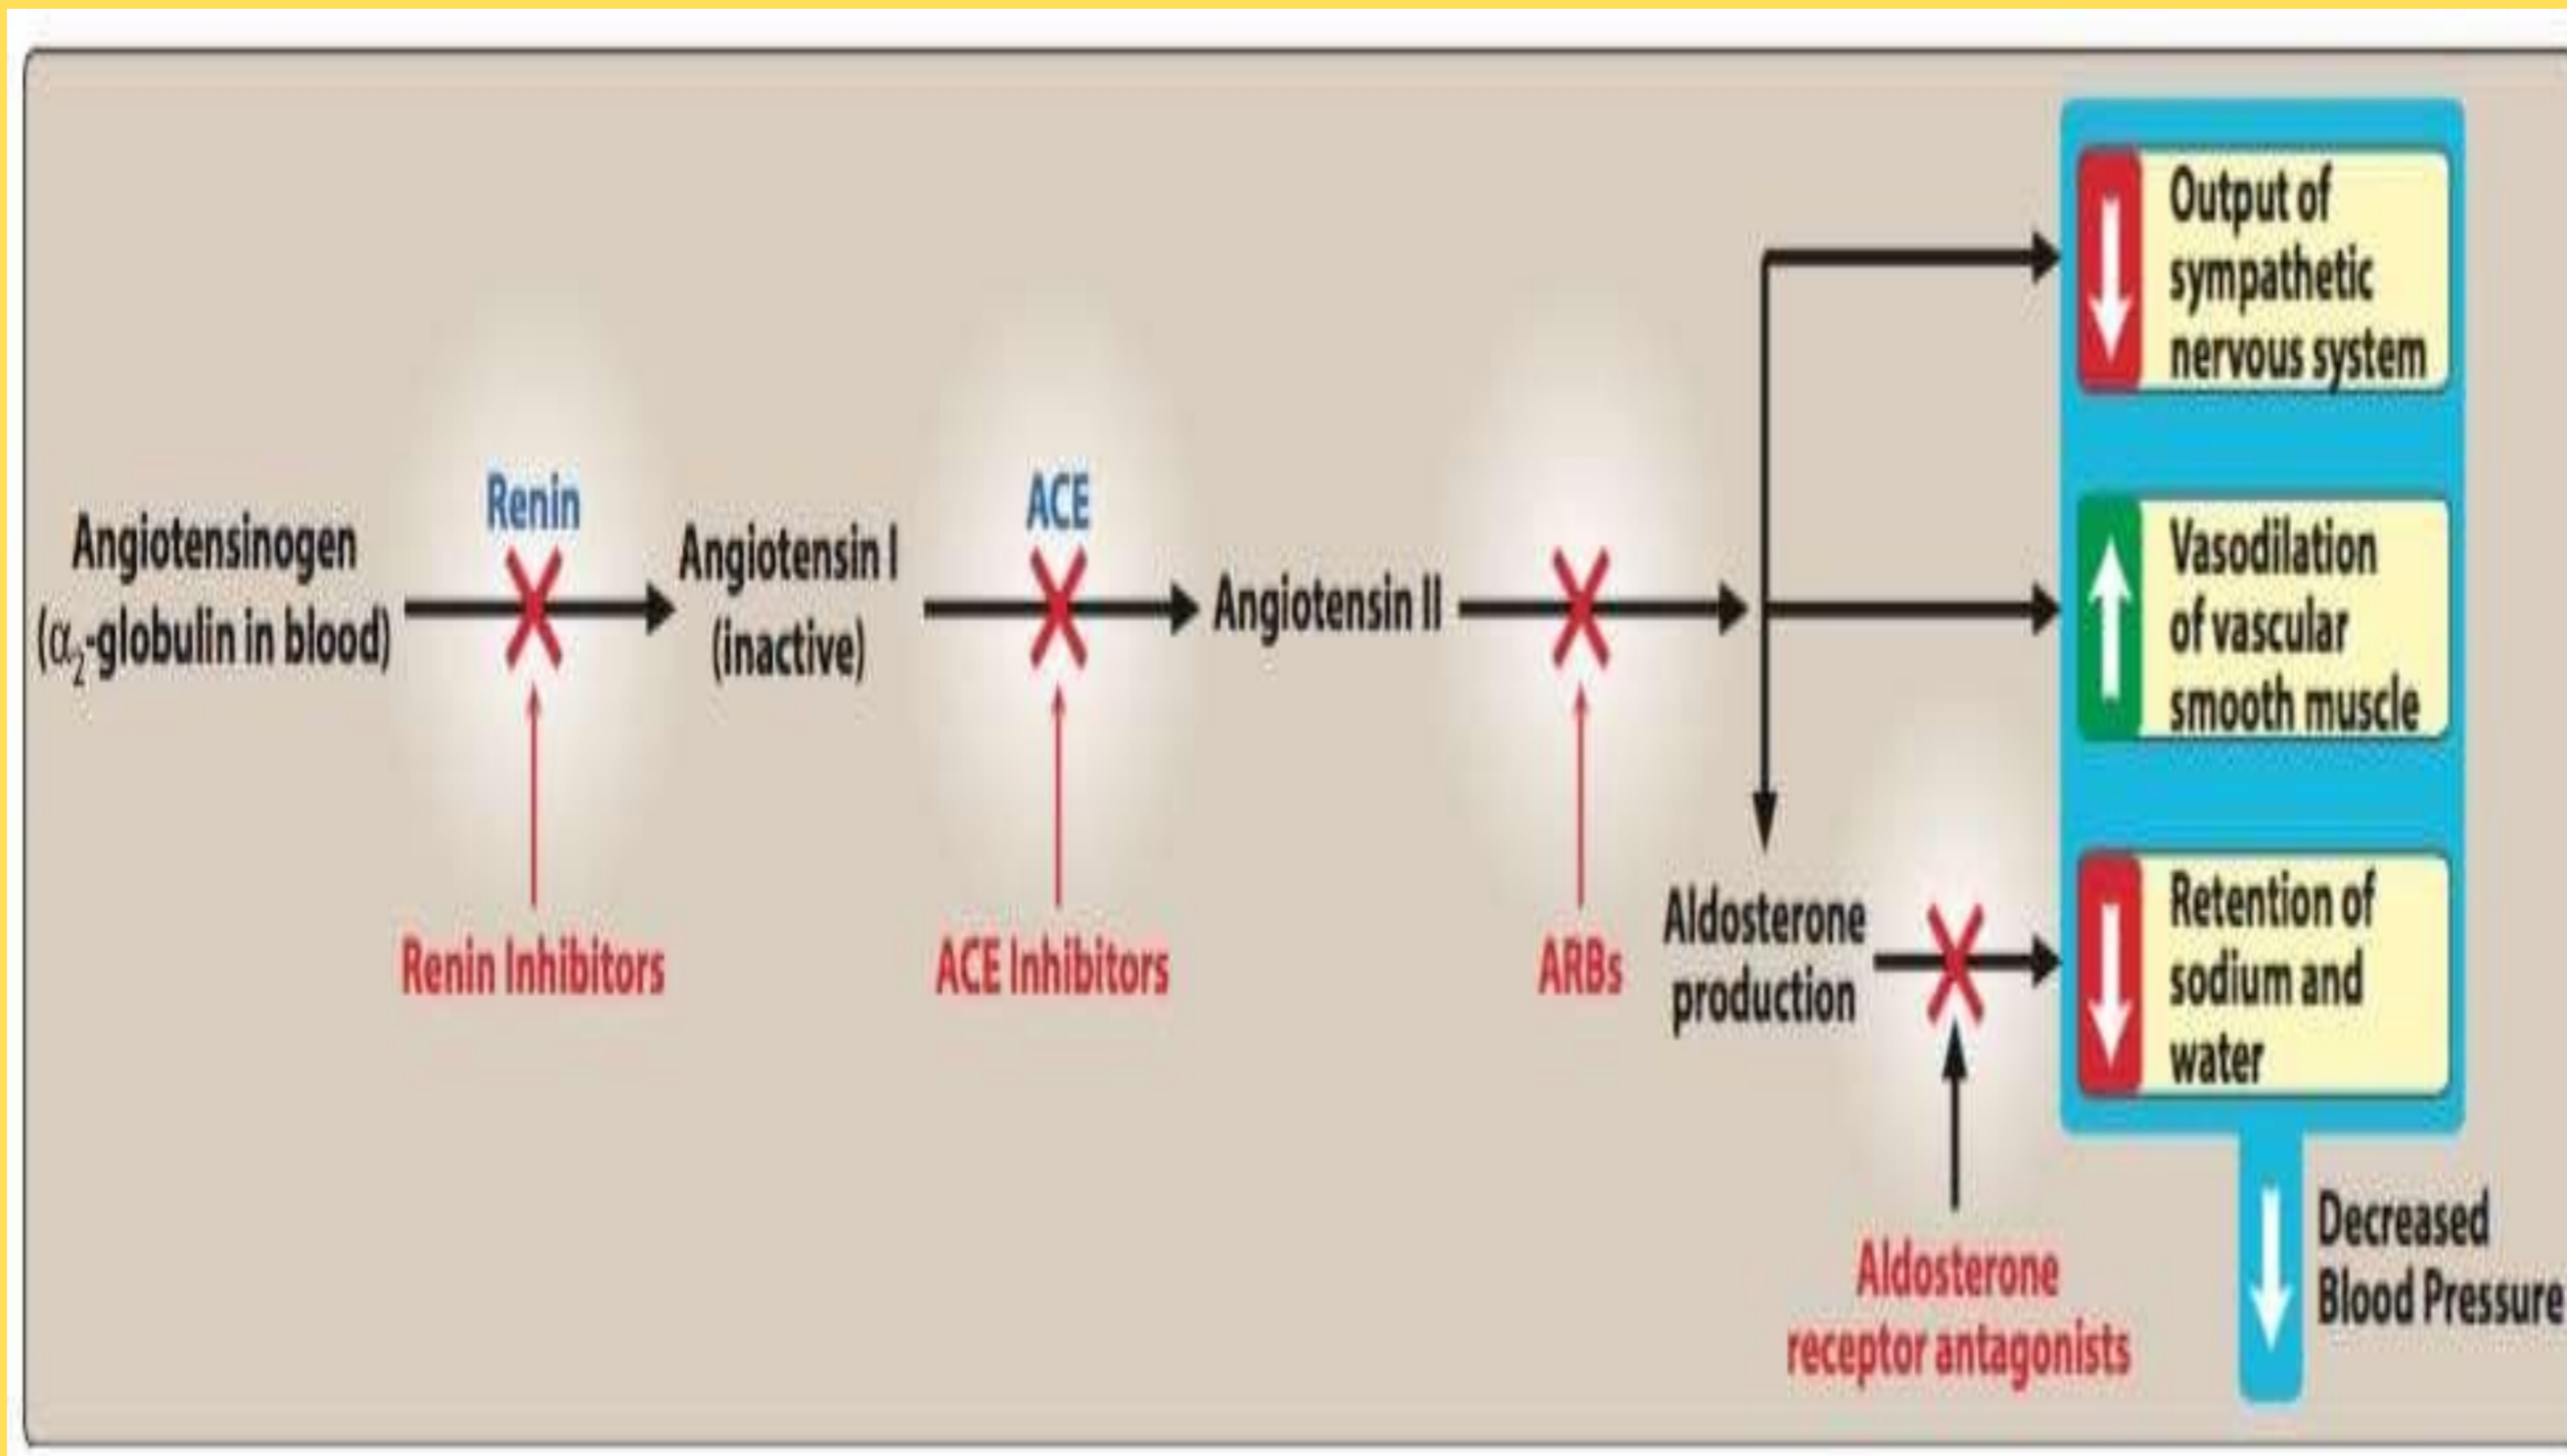 Angiotensinogen
(α₂-globulin in blood)
Renin
Renin Inhibitors
Angiotensin I
(inactive)
ACE
ACE Inhibitors
Angiotensin II
ARBs
Aldosterone
production
Aldosterone
receptor antagonists
Output of
sympathetic
nervous system
Vasodilation
of vascular
smooth muscle
Retention of
sodium and
water
Decreased
Blood Pressure